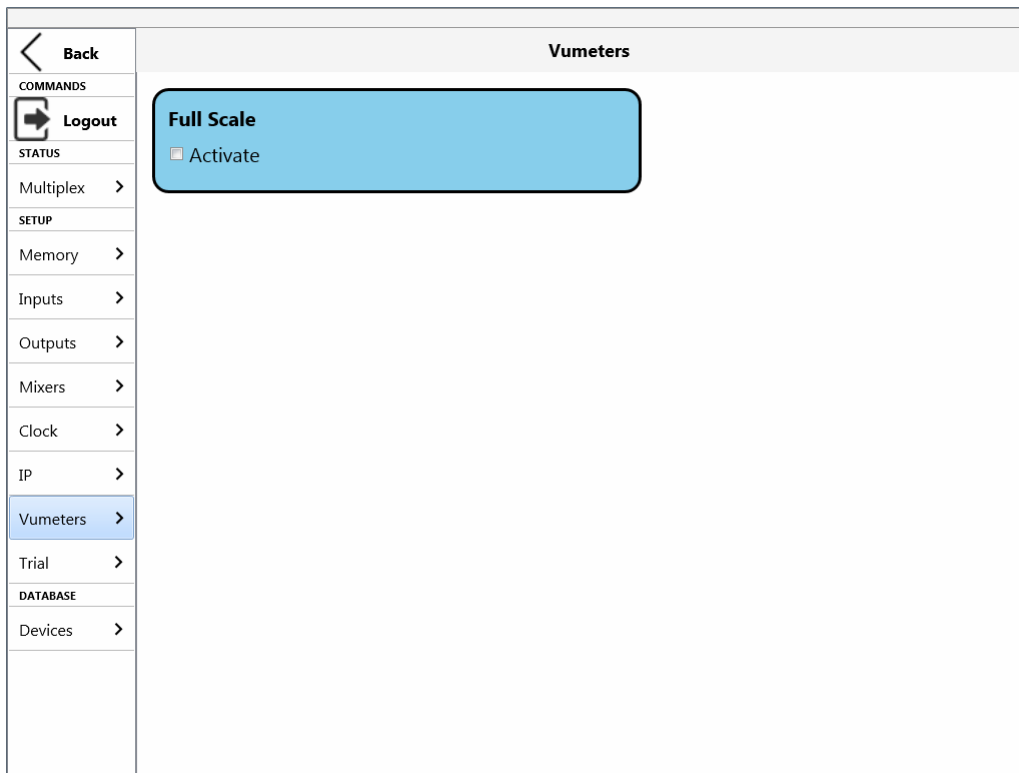 Back
Vumeters
COMMANDS
Logout
STATUS
Multiplex
SETUP
Memory
Inputs
Outputs
Mixers
Clock
IP
Vumeters
Trial
DATABASE
Devices
Full Scale
Activate